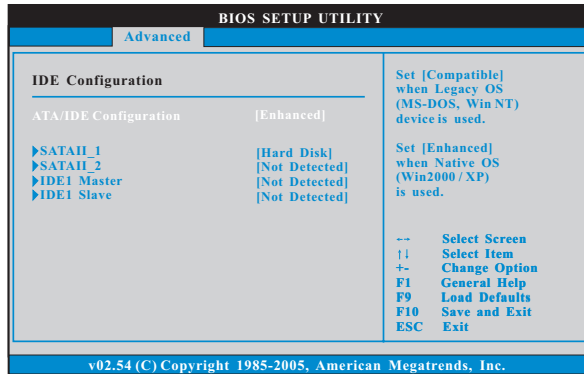 BIOS SETUP UTILITY
Advanced
IDE Configuration
ATA/IDE Configuration [Enhanced]
SATAII_1 [Hard Disk]
SATAII_2 [Not Detected]
IDE1 Master [Not Detected]
IDE1 Slave [Not Detected]
Set [Compatible]
when Legacy OS
(MS-DOS, Win NT)
device is used.
Set [Enhanced]
when Native OS
(Win2000 / XP)
is used.
←→ Select Screen
↑↓ Select Item
+- Change Option
F1 General Help
F9 Load Defaults
F10 Save and Exit
ESC Exit
v02.54 (C) Copyright 1985-2005, American Megatrends, Inc.